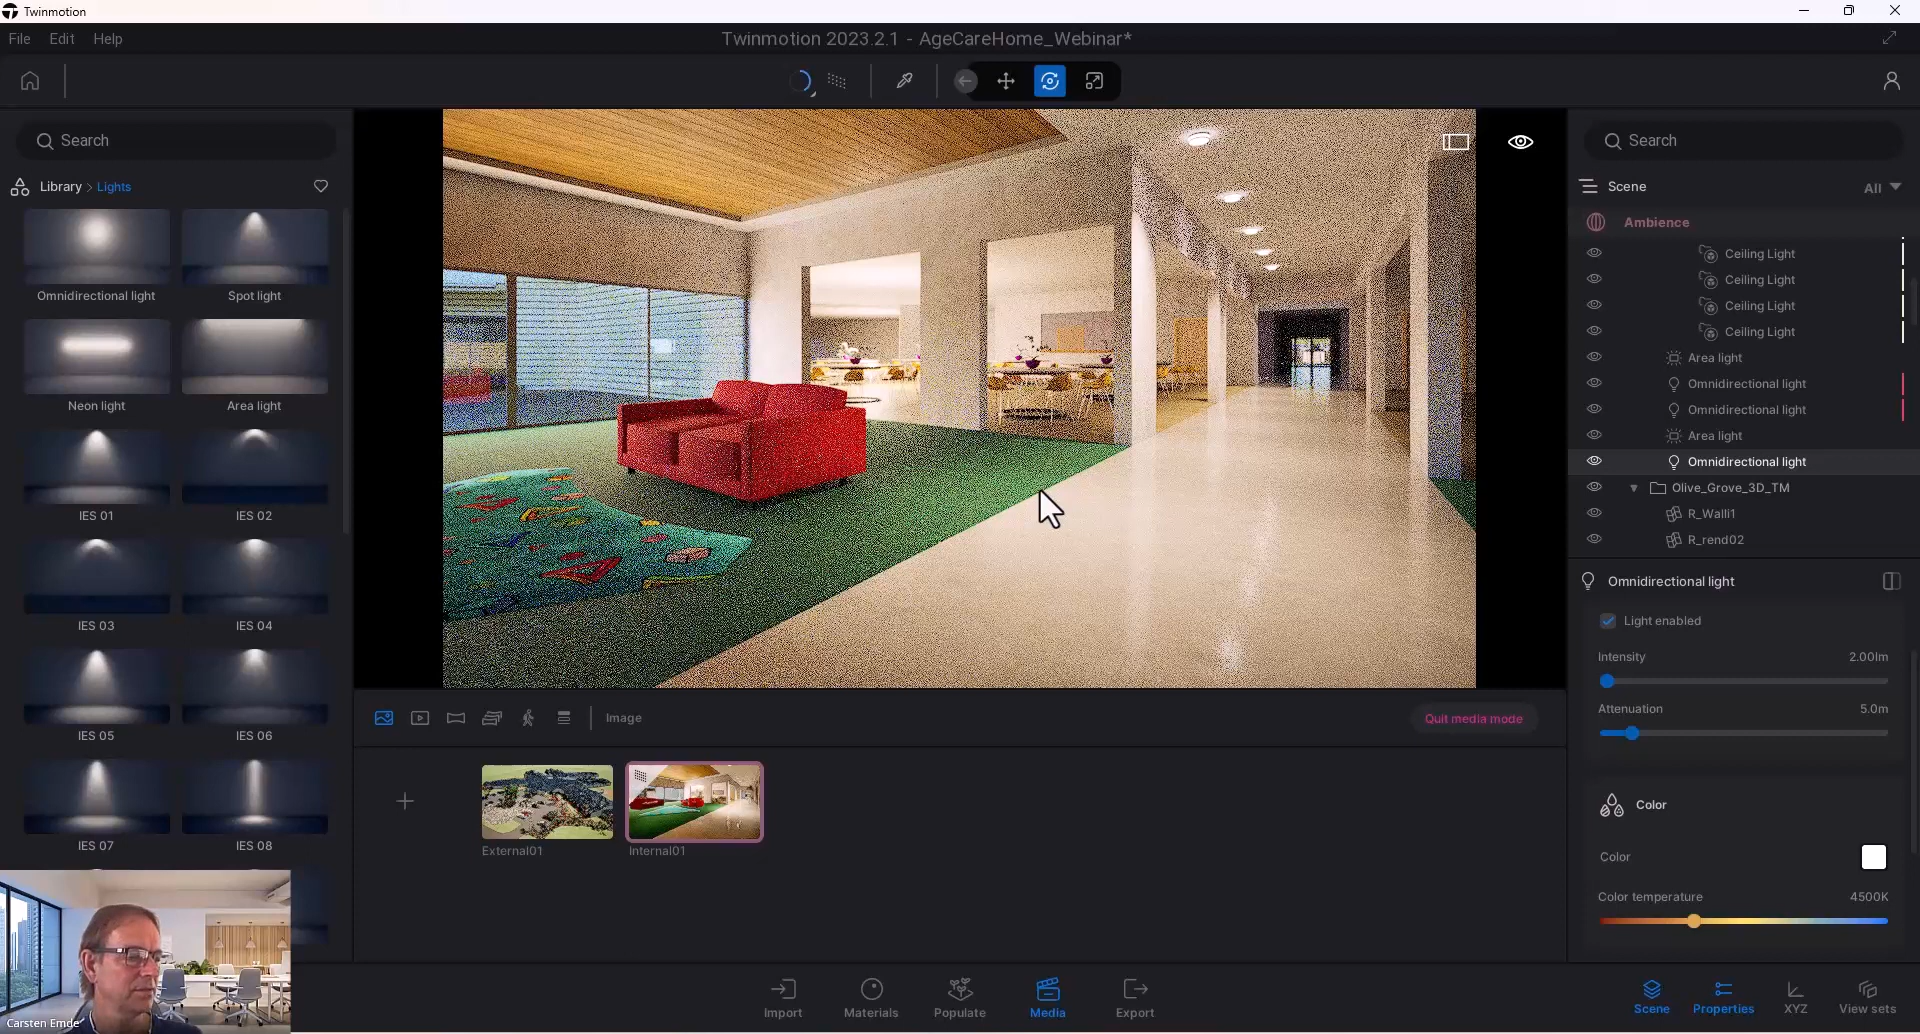 Twinmotion
File Edit Help
Twinmotion 2023.2.1 - AgeCareHome_Webinar*
Search
Library > Lights
Omnidirectional light
Spot light
Neon light
Area light
IES 01
IES 02
IES 03
IES 04
IES 05
IES 06
IES 07
IES 08
Carsten Emde
Image
Quit media mode
External01
Internal01
Import
Materials
Populate
Media
Export
Search
Scene
All
Ambience
Ceiling Light
Ceiling Light
Ceiling Light
Ceiling Light
Area light
Omnidirectional light
Omnidirectional light
Area light
Omnidirectional light
Olive_Grove_3D_TM
R_Walli1
R_rend02
Omnidirectional light
Light enabled
Intensity 2.00lm
Attenuation 5.0m
Color
Color
Color temperature 4500K
Scene
Properties
XYZ
View sets